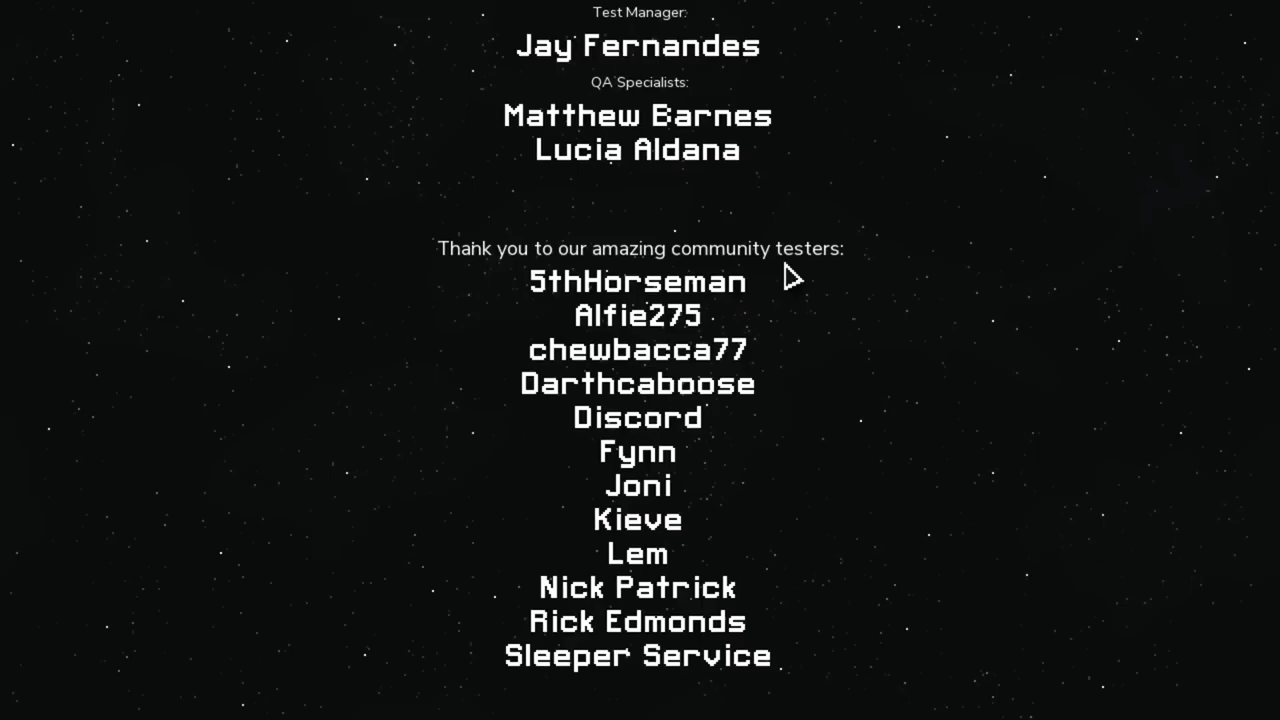 Test Manager:
Jay Fernandes
QA Specialists:
Matthew Barnes
Lucia Aldana
Thank you to our amazing community testers:
5thHorseman
Alfie275
chewbacca77
Darthcaboose
Discord
Fynn
Joni
Kieve
Lem
Nick Patrick
Rick Edmonds
Sleeper Service